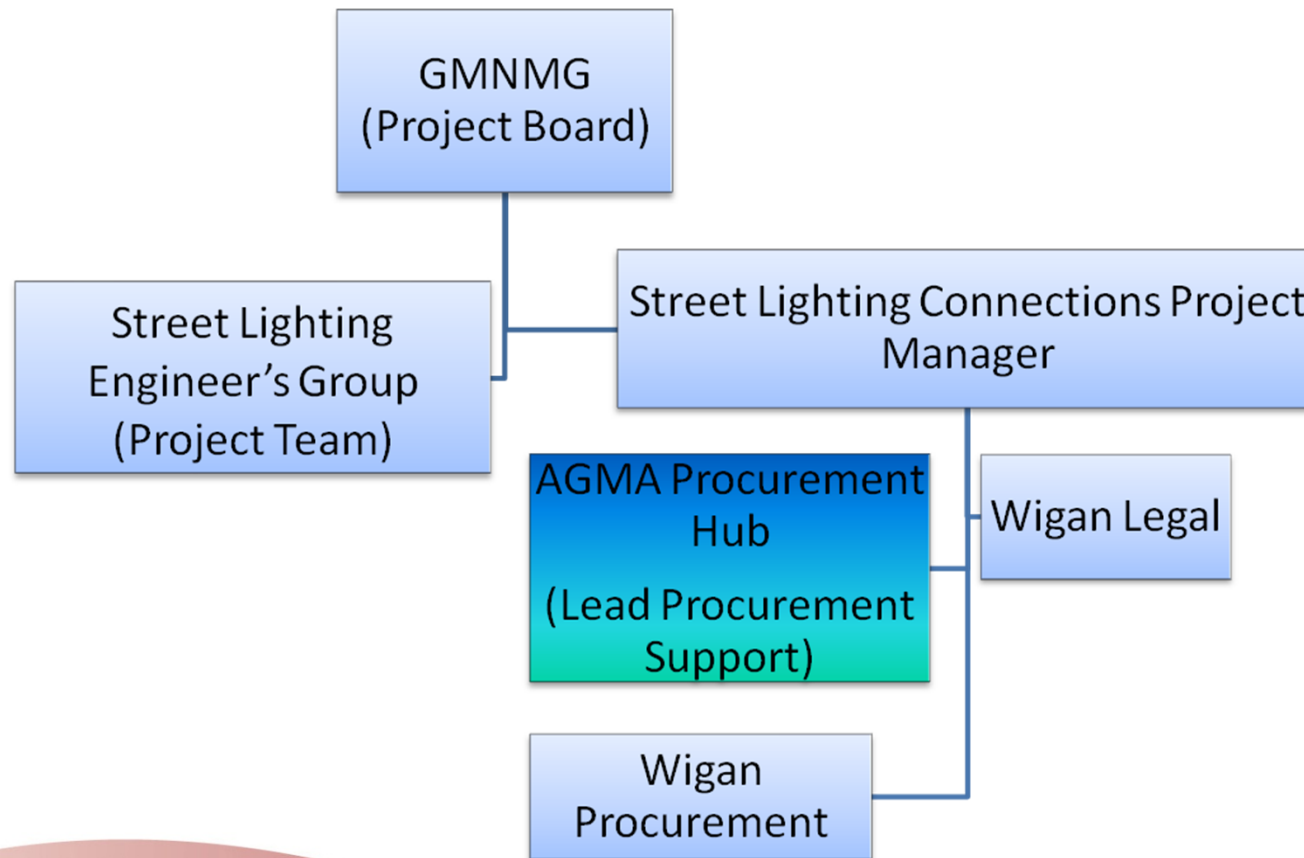 GMNMG
(Project Board)
Street Lighting
Engineer’s Group
(Project Team)
Street Lighting Connections Project
Manager
AGMA Procurement
Hub
(Lead Procurement
Support)
Wigan Legal
Wigan
Procurement